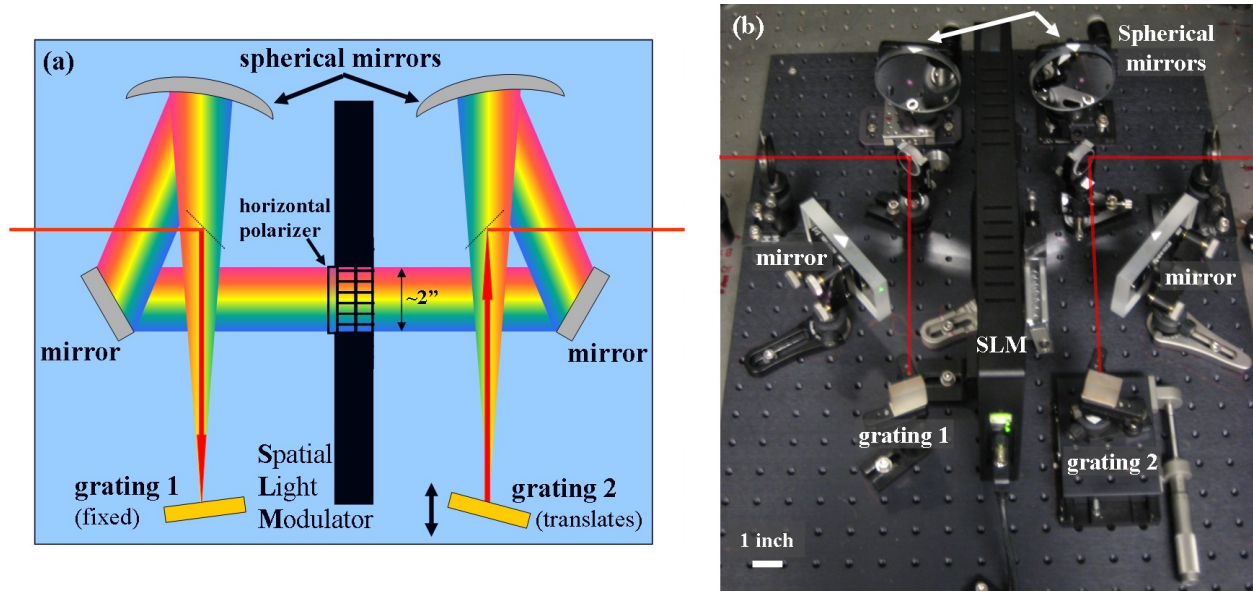 (a)
spherical mirrors
horizontal
polarizer
~2”
mirror
mirror
grating 1
(fixed)
Spatial
Light
Modulator
grating 2
(translates)
(b)
Spherical
mirrors
mirror
mirror
SLM
grating 1
grating 2
1 inch